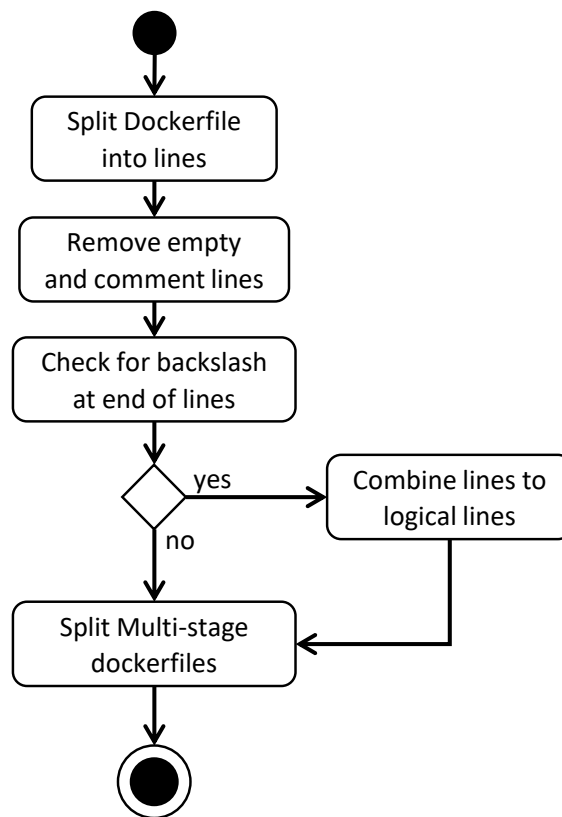 Split Dockerfile
into lines
Remove empty
and comment lines
Check for backslash
at end of lines
yes
Combine lines to
logical lines
no
Split Multi-stage
dockerfiles